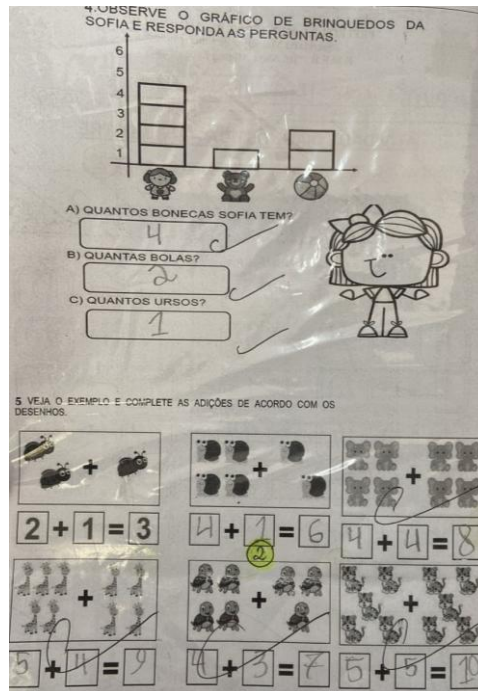 4.OBSERVE O GRÁFICO DE BRINQUEDOS DA
SOFIA E RESPONDA AS PERGUNTAS.
6
5
4
3
2
1
A) QUANTOS BONECAS SOFIA TEM?
4
B) QUANTAS BOLAS?
2
C) QUANTOS URSOS?
1
5 VEJA O EXEMPLO E COMPLETE AS ADIÇÕES DE ACORDO COM OS
DESENHOS.
+ + +
2 + 1 = 3 4 + 1 = 6 4 + 4 = 8
2
+ + +
5 + 4 = 9 4 + 3 = 7 5 + 5 = 10